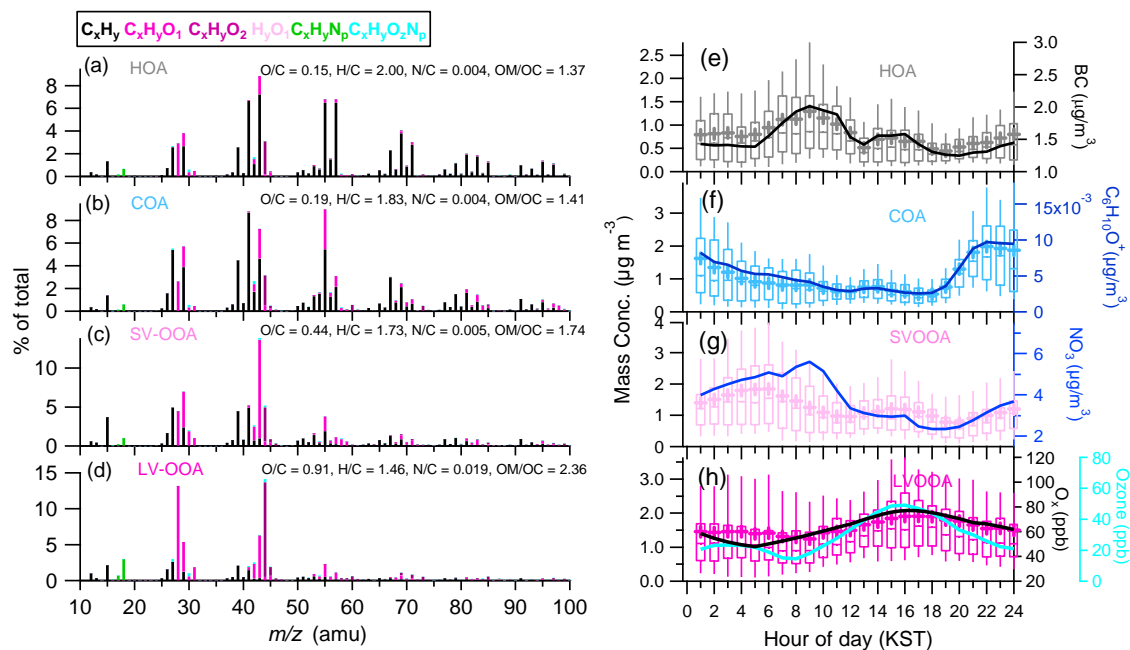 CxHy CxHyO1 CxHyO2 HyO1 CxHyNp CxHyO2Np
(a) HOA
O/C = 0.15, H/C = 2.00, N/C = 0.004, OM/OC = 1.37
8
6
4
2
0
(b) COA
O/C = 0.19, H/C = 1.83, N/C = 0.004, OM/OC = 1.41
8
6
4
2
0
(c) SV-OOA
O/C = 0.44, H/C = 1.73, N/C = 0.005, OM/OC = 1.74
10
5
0
(d) LV-OOA
O/C = 0.91, H/C = 1.46, N/C = 0.019, OM/OC = 2.36
15
10
5
0
% of total
10 20 30 40 50 60 70 80 90 100
m/z (amu)
(e) HOA
2.5
2.0
1.5
1.0
0.5
0.0
3.0
2.5
2.0
1.5
1.0
BC (µg/m3)
(f) COA
3
2
1
0
15x10-3
10
5
0
C6H10O+ (µg/m3)
(g) SVOOA
4
3
2
1
0
6
4
2
NO3 (µg/m3)
(h) LVOOA
3.0
2.0
1.0
0.0
120
100
80
60
40
20
Ox (ppb)
80
60
40
20
0
Ozone (ppb)
Mass Conc. (µg m-3)
0 2 4 6 8 10 12 14 16 18 20 22 24
Hour of day (KST)